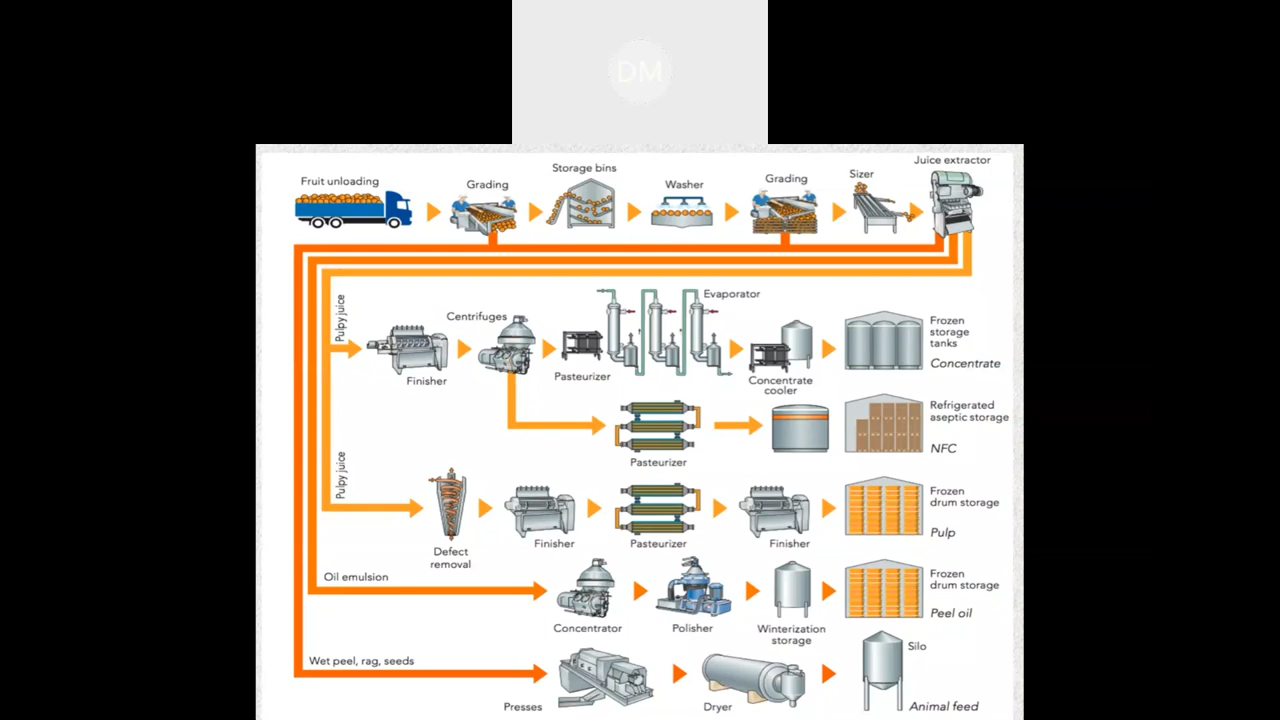 DM
Juice extractor
Storage bins
Sizer
Fruit unloading
Grading
Washer
Grading
Pulpy juice
Evaporator
Centrifuges
Frozen
storage
tanks
Concentrate
Finisher
Pasteurizer
Concentrate
cooler
Refrigerated
aseptic storage
NFC
Pasteurizer
Pulpy juice
Frozen
drum storage
Pulp
Defect
removal
Finisher
Pasteurizer
Finisher
Oil emulsion
Frozen
drum storage
Peel oil
Concentrator
Polisher
Winterization
storage
Wet peel, rag, seeds
Silo
Presses
Dryer
Animal feed